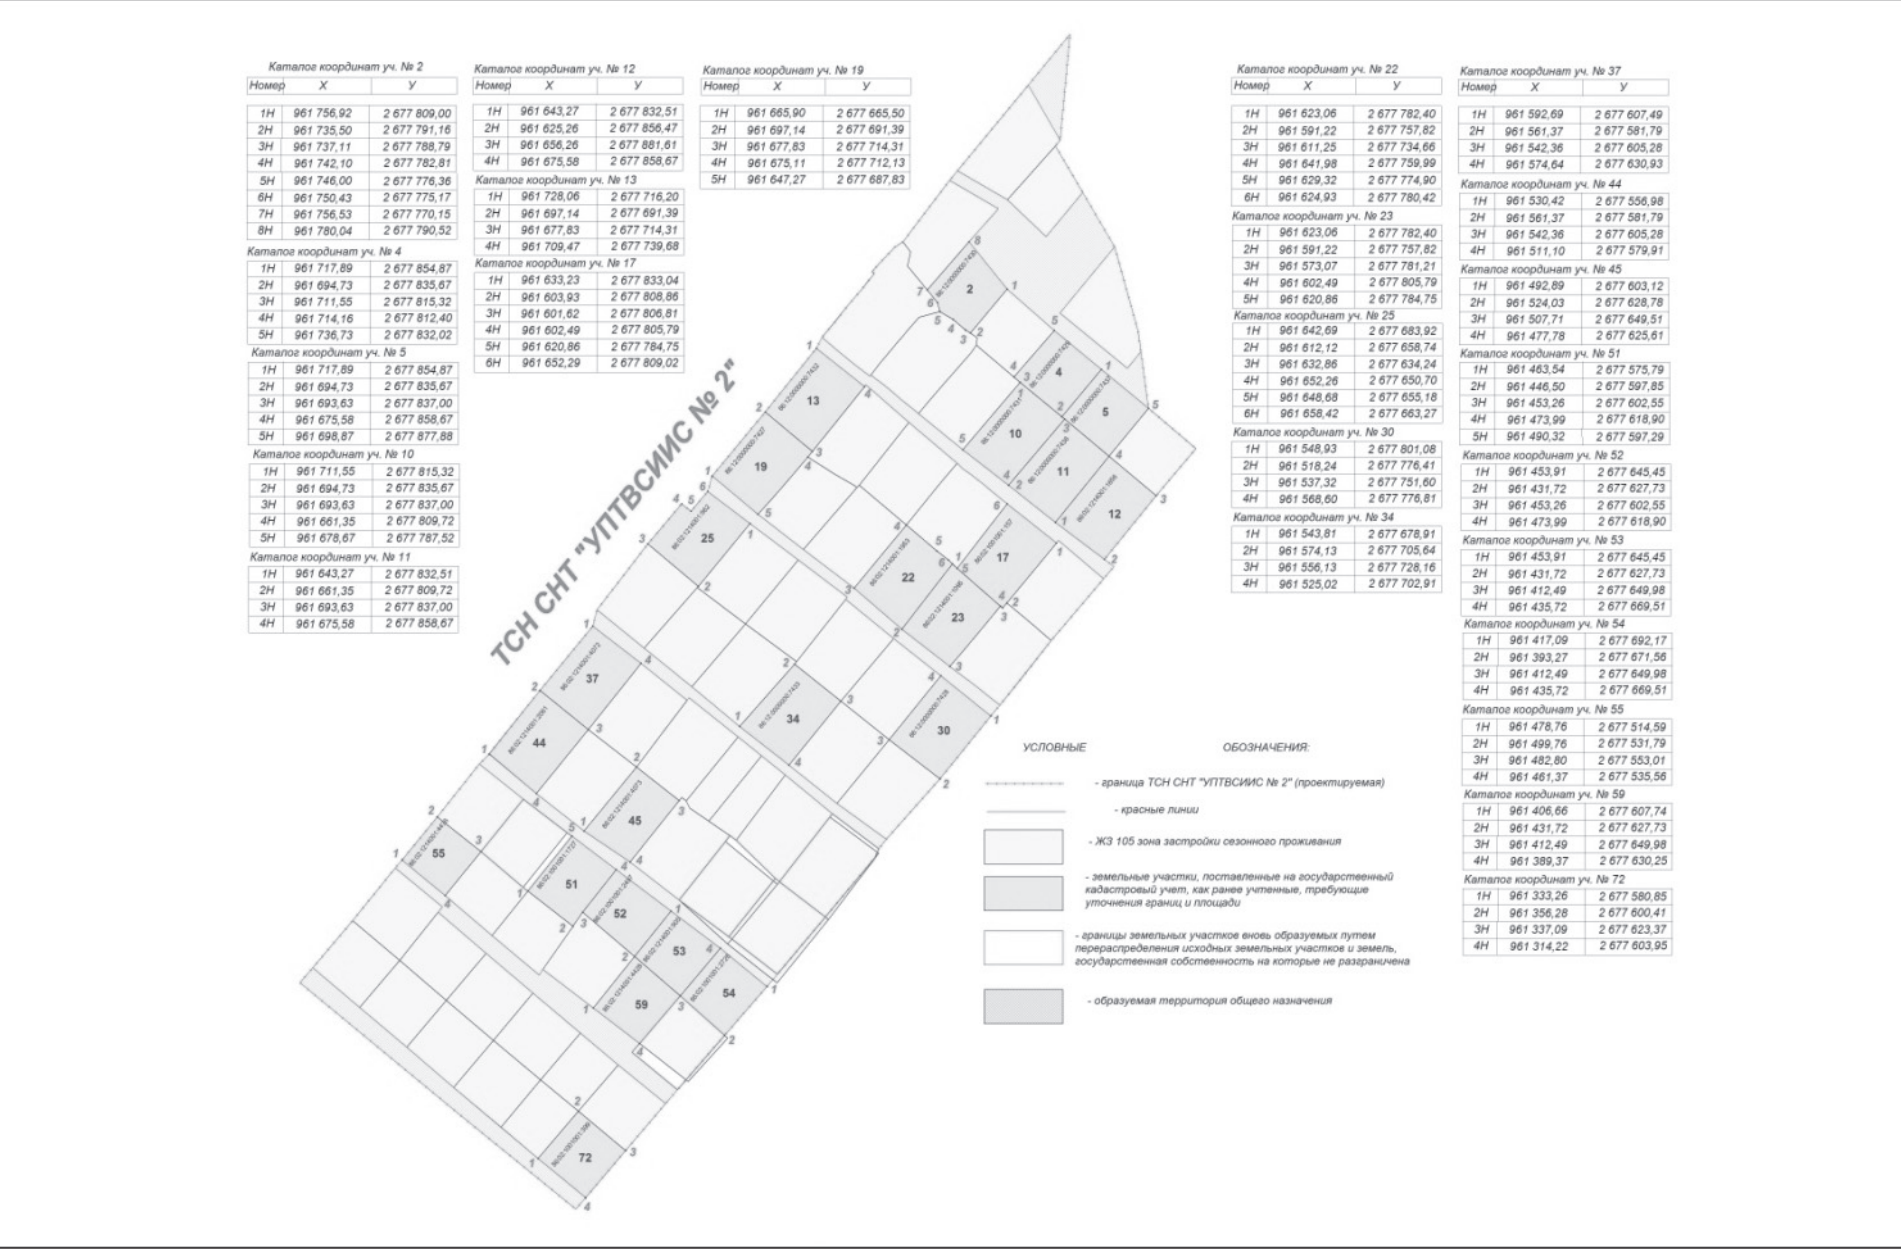 Каталог координат уч. № 2
Номер X У
1Н 961 756,92 2 677 809,00
2Н 961 735,50 2 677 791,16
3Н 961 737,11 2 677 788,79
4Н 961 742,10 2 677 782,81
5Н 961 746,00 2 677 776,36
6Н 961 750,43 2 677 775,17
7Н 961 756,53 2 677 770,15
8Н 961 780,04 2 677 790,52
Каталог координат уч. № 4
1Н 961 717,89 2 677 854,87
2Н 961 694,73 2 677 835,67
3Н 961 711,55 2 677 815,32
4Н 961 714,16 2 677 812,40
5Н 961 736,73 2 677 832,02
Каталог координат уч. № 5
1Н 961 717,89 2 677 854,87
2Н 961 694,73 2 677 835,67
3Н 961 693,63 2 677 837,00
4Н 961 675,58 2 677 858,67
5Н 961 698,87 2 677 877,88
Каталог координат уч. № 10
1Н 961 711,55 2 677 815,32
2Н 961 694,73 2 677 835,67
3Н 961 693,63 2 677 837,00
4Н 961 661,35 2 677 809,72
5Н 961 678,67 2 677 787,52
Каталог координат уч. № 11
1Н 961 643,27 2 677 832,51
2Н 961 661,35 2 677 809,72
3Н 961 693,63 2 677 837,00
4Н 961 675,58 2 677 858,67
Каталог координат уч. № 12
Номер X У
1Н 961 643,27 2 677 832,51
2Н 961 625,26 2 677 856,47
3Н 961 656,26 2 677 881,61
4Н 961 675,58 2 677 858,67
Каталог координат уч. № 13
1Н 961 728,06 2 677 716,20
2Н 961 697,14 2 677 691,39
3Н 961 677,83 2 677 714,31
4Н 961 709,47 2 677 739,68
Каталог координат уч. № 17
1Н 961 633,23 2 677 833,04
2Н 961 603,93 2 677 808,86
3Н 961 601,62 2 677 806,81
4Н 961 602,49 2 677 805,79
5Н 961 620,86 2 677 784,75
6Н 961 652,29 2 677 809,02
Каталог координат уч. № 19
Номер X У
1Н 961 665,90 2 677 665,50
2Н 961 697,14 2 677 691,39
3Н 961 677,83 2 677 714,31
4Н 961 675,11 2 677 712,13
5Н 961 647,27 2 677 687,83
ТСН СНТ "УПТВСИИС № 2"
2
4
5
10
11
12
13
17
19
22
23
25
30
34
37
44
45
51
52
53
54
55
59
72
Каталог координат уч. № 22
Номер X У
1Н 961 623,06 2 677 782,40
2Н 961 591,22 2 677 757,82
3Н 961 611,25 2 677 734,66
4Н 961 641,98 2 677 759,99
5Н 961 629,32 2 677 774,90
6Н 961 624,93 2 677 780,42
Каталог координат уч. № 23
1Н 961 623,06 2 677 782,40
2Н 961 591,22 2 677 757,82
3Н 961 573,07 2 677 781,21
4Н 961 602,49 2 677 805,79
5Н 961 620,86 2 677 784,75
Каталог координат уч. № 25
1Н 961 642,69 2 677 683,92
2Н 961 612,12 2 677 658,74
3Н 961 632,86 2 677 634,24
4Н 961 652,26 2 677 650,70
5Н 961 648,68 2 677 655,18
6Н 961 658,42 2 677 663,27
Каталог координат уч. № 30
1Н 961 548,93 2 677 801,08
2Н 961 518,24 2 677 776,41
3Н 961 537,32 2 677 751,60
4Н 961 568,60 2 677 776,81
Каталог координат уч. № 34
1Н 961 543,81 2 677 678,91
2Н 961 574,13 2 677 705,64
3Н 961 556,13 2 677 728,16
4Н 961 525,02 2 677 702,91
Каталог координат уч. № 37
Номер X У
1Н 961 592,69 2 677 607,49
2Н 961 561,37 2 677 581,79
3Н 961 542,36 2 677 605,28
4Н 961 574,64 2 677 630,93
Каталог координат уч. № 44
1Н 961 530,42 2 677 556,98
2Н 961 561,37 2 677 581,79
3Н 961 542,36 2 677 605,28
4Н 961 511,10 2 677 579,91
Каталог координат уч. № 45
1Н 961 492,89 2 677 603,12
2Н 961 524,03 2 677 628,78
3Н 961 507,71 2 677 649,51
4Н 961 477,78 2 677 625,61
Каталог координат уч. № 51
1Н 961 463,54 2 677 575,79
2Н 961 446,50 2 677 597,85
3Н 961 453,26 2 677 602,55
4Н 961 473,99 2 677 618,90
5Н 961 490,32 2 677 597,29
Каталог координат уч. № 52
1Н 961 453,91 2 677 645,45
2Н 961 431,72 2 677 627,73
3Н 961 453,26 2 677 602,55
4Н 961 473,99 2 677 618,90
Каталог координат уч. № 53
1Н 961 453,91 2 677 645,45
2Н 961 431,72 2 677 627,73
3Н 961 412,49 2 677 649,98
4Н 961 435,72 2 677 669,51
Каталог координат уч. № 54
1Н 961 417,09 2 677 692,17
2Н 961 393,27 2 677 671,56
3Н 961 412,49 2 677 649,98
4Н 961 435,72 2 677 669,51
Каталог координат уч. № 55
1Н 961 478,76 2 677 514,59
2Н 961 499,76 2 677 531,79
3Н 961 482,80 2 677 553,01
4Н 961 461,37 2 677 535,56
Каталог координат уч. № 59
1Н 961 406,66 2 677 607,74
2Н 961 431,72 2 677 627,73
3Н 961 412,49 2 677 649,98
4Н 961 389,37 2 677 630,25
Каталог координат уч. № 72
1Н 961 333,26 2 677 580,85
2Н 961 356,28 2 677 600,41
3Н 961 337,09 2 677 623,37
4Н 961 314,22 2 677 603,95
УСЛОВНЫЕ ОБОЗНАЧЕНИЯ:
- граница ТСН СНТ "УПТВСИИС № 2" (проектируемая)
- красные линии
- ЖЗ 105 зона застройки сезонного проживания
- земельные участки, поставленные на государственный
кадастровый учет, как ранее учтенные, требующие
уточнения границ и площади
- границы земельных участков вновь образуемых путем
перераспределения исходных земельных участков и земель,
государственная собственность на которые не разграничена
- образуемая территория общего назначения